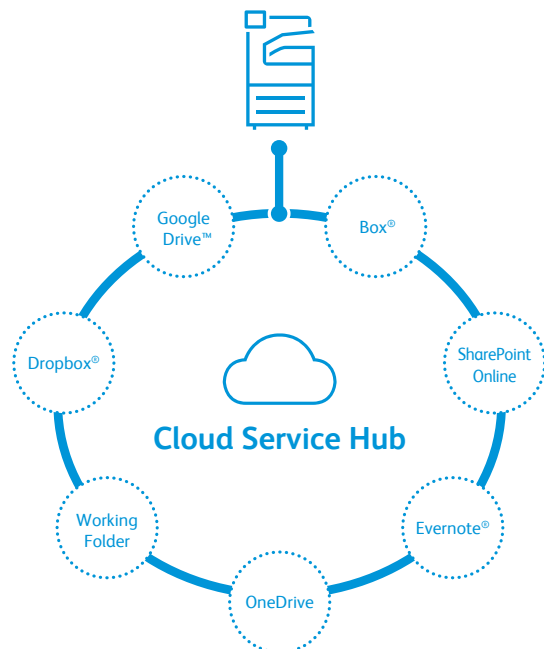 Google
Drive™
Box®
Dropbox®
SharePoint
Online
Cloud Service Hub
Working
Folder
Evernote®
OneDrive